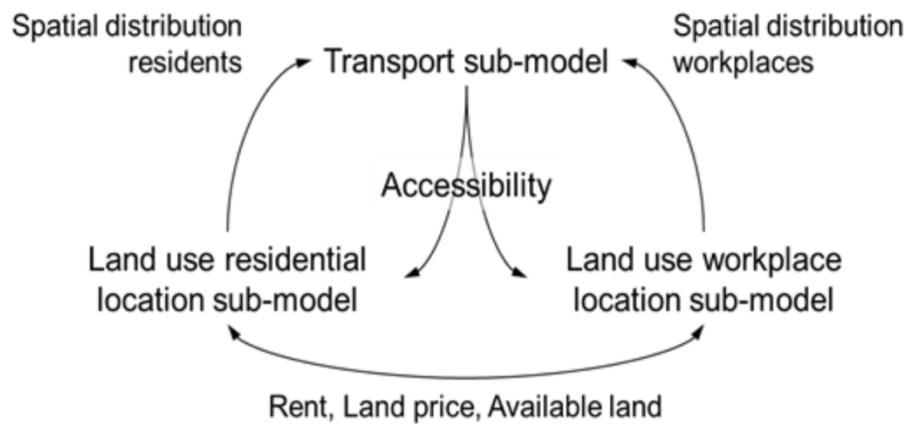 Spatial distribution
residents
Transport sub-model
Spatial distribution
workplaces
Accessibility
Land use residential
location sub-model
Land use workplace
location sub-model
Rent, Land price, Available land